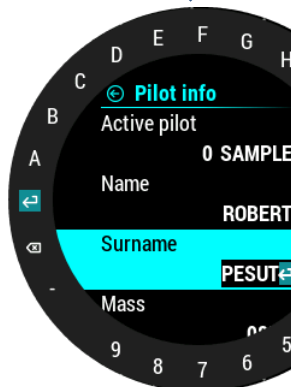 Pilot info
Active pilot
0 SAMPLE
Name
ROBERT
Surname
PESUT
Mass
A
B
C
D
E
F
G
H
-
9
8
7
6
5